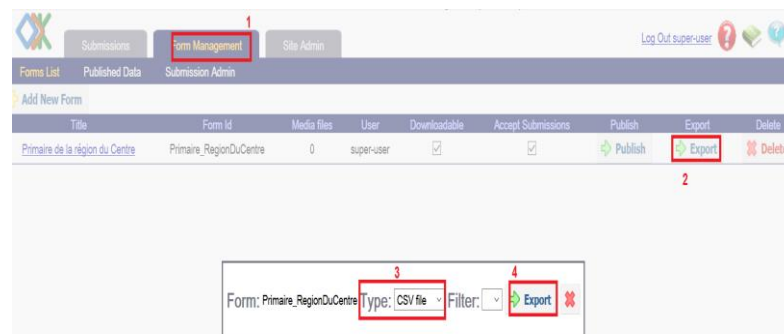 1
Submissions Form Management Site Admin Log Out super-user
Forms List Published Data Submission Admin
Add New Form
Title Form Id Media files User Downloadable Accept Submissions Publish Export Delete
Primaire de la région du Centre Primaire_RegionDuCentre 0 super-user Publish Export Delet
2
3 4
Form: Primaire_RegionDuCentre Type: CSV file Filter: Export